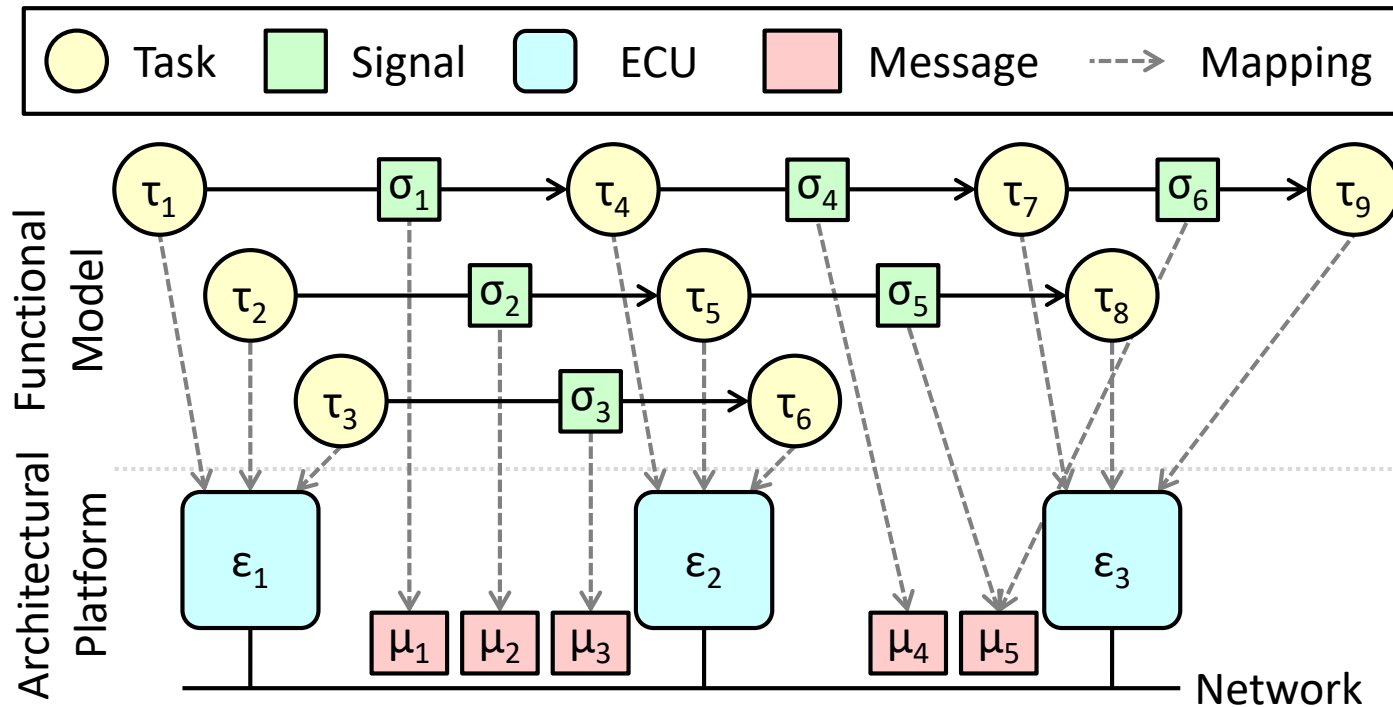 Task Signal ECU Message Mapping
τ₁ σ₁ τ₄ σ₄ τ₇ σ₆ τ₉
τ₂ σ₂ τ₅ σ₅ τ₈
τ₃ σ₃ τ₆
Functional
Model
ε₁ ε₂ ε₃
μ₁ μ₂ μ₃ μ₄ μ₅
Architectural
Platform
Network